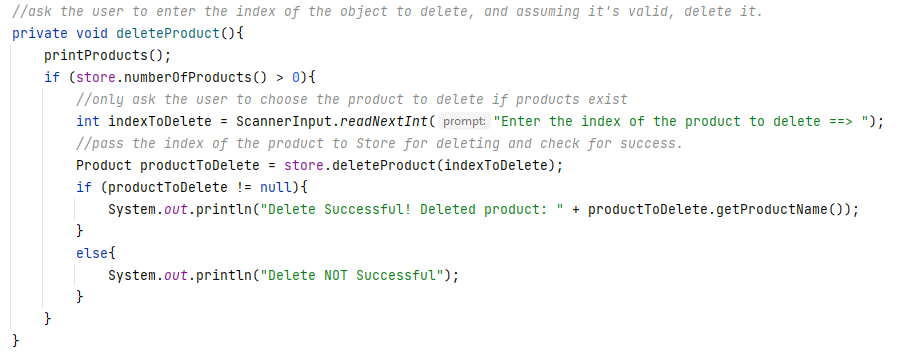 //ask the user to enter the index of the object to delete, and assuming it's valid, delete it.
private void deleteProduct(){
    printProducts();
    if (store.numberOfProducts() > 0){
        //only ask the user to choose the product to delete if products exist
        int indexToDelete = ScannerInput.readNextInt( prompt: "Enter the index of the product to delete ==> ");
        //pass the index of the product to Store for deleting and check for success.
        Product productToDelete = store.deleteProduct(indexToDelete);
        if (productToDelete != null){
            System.out.println("Delete Successful! Deleted product: " + productToDelete.getProductName());
        }
        else{
            System.out.println("Delete NOT Successful");
        }
    }
}